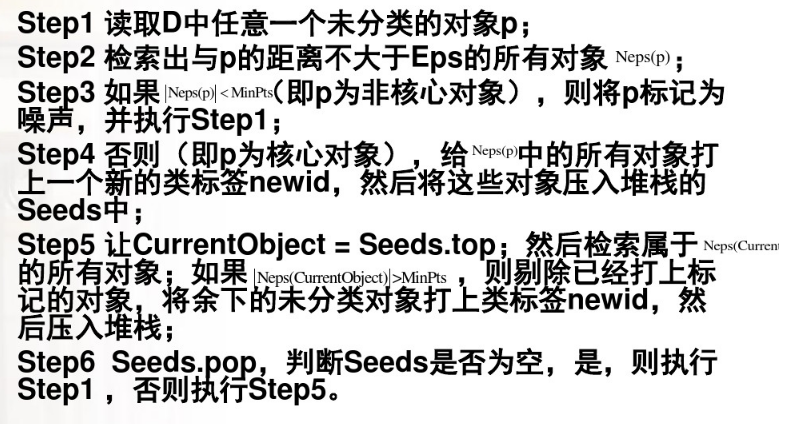 Step1 读取D中任意一个未分类的对象p；
Step2 检索出与p的距离不大于Eps的所有对象 Neps(p)；
Step3 如果 |Neps(p)| < MinPts（即p为非核心对象），则将p标记为
噪声，并执行Step1；
Step4 否则（即p为核心对象），给 Neps(p)中的所有对象打
上一个新的类标签newid，然后将这些对象压入堆栈的
Seeds中；
Step5 让CurrentObject = Seeds.top；然后检索属于 Neps(Curren
的所有对象；如果 |Neps(CurrentObject)|>MinPts ，则剔除已经打上标
记的对象，将余下的未分类对象打上类标签newid，然
后压入堆栈；
Step6 Seeds.pop，判断Seeds是否为空，是，则执行
Step1 ，否则执行Step5。